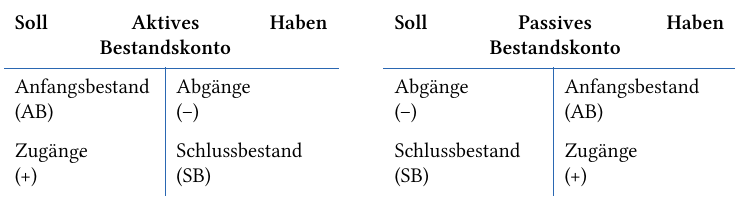 Soll Aktives Haben
Bestandskonto
Anfangsbestand Abgänge
(AB) (−)
Zugänge Schlussbestand
(+) (SB)
Soll Passives Haben
Bestandskonto
Abgänge Anfangsbestand
(−) (AB)
Schlussbestand Zugänge
(SB) (+)